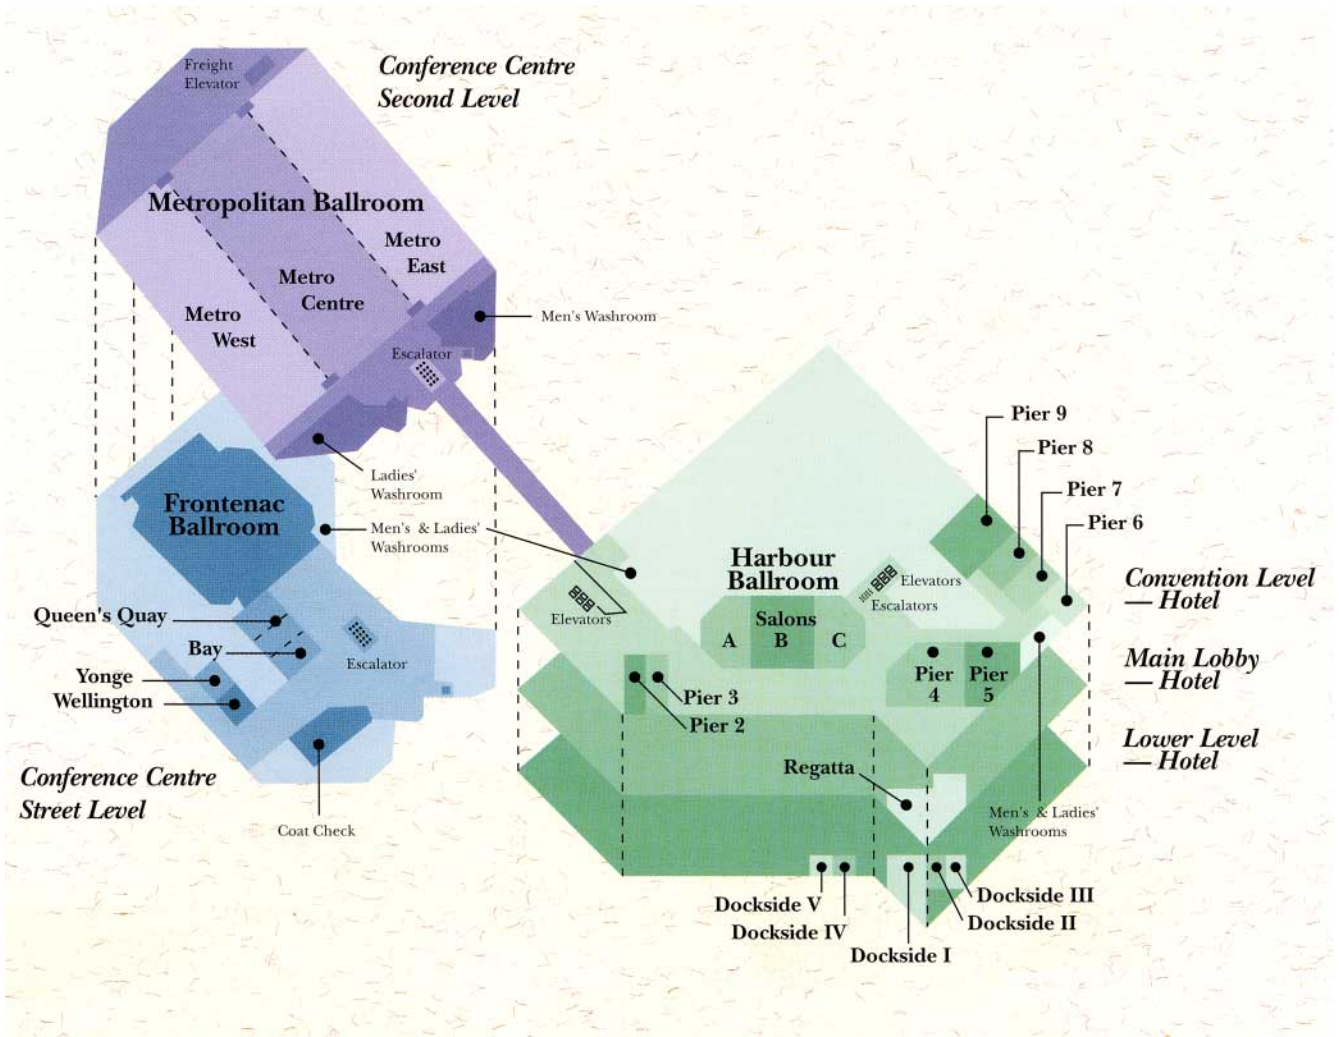 Freight
Elevator
Conference Centre
Second Level
Metropolitan Ballroom
Metro
East
Metro
Centre
Metro
West
Men's Washroom
Escalator
Ladies'
Washroom
Frontenac
Ballroom
Men's & Ladies'
Washrooms
Queen's Quay
Bay
Escalator
Yonge
Wellington
Conference Centre
Street Level
Coat Check
Pier 9
Pier 8
Pier 7
Pier 6
Harbour
Ballroom
Elevators
Escalators
Elevators
Salons
A B C
Convention Level
— Hotel
Main Lobby
— Hotel
Lower Level
— Hotel
Pier
4
Pier
5
Pier 3
Pier 2
Regatta
Men's & Ladies'
Washrooms
Dockside V
Dockside IV
Dockside III
Dockside II
Dockside I